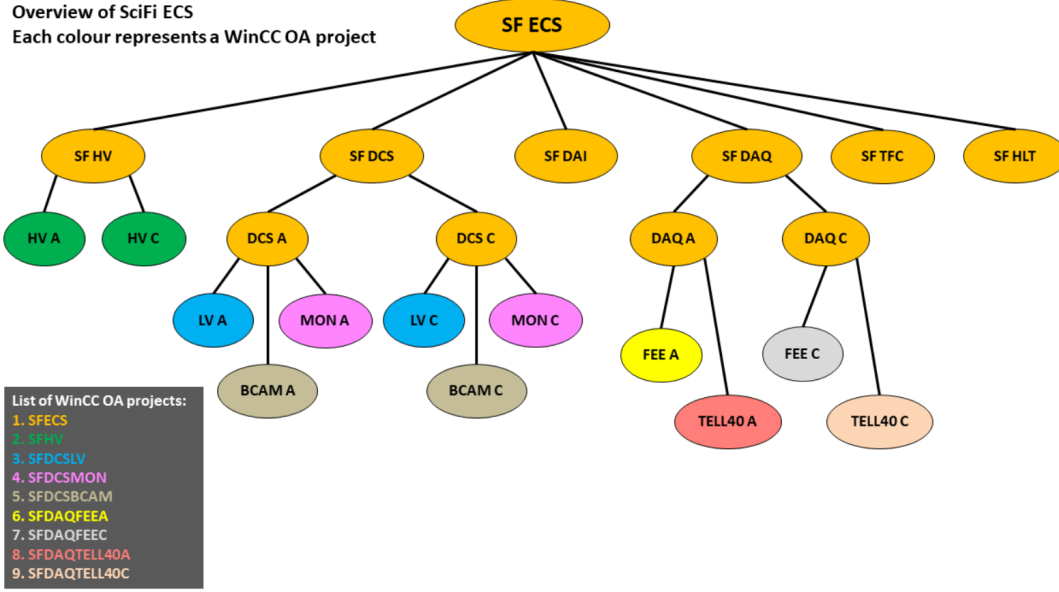 Overview of SciFi ECS
Each colour represents a WinCC OA project
SF ECS
SF HV
SF DCS
SF DAI
SF DAQ
SF TFC
SF HLT
HV A
HV C
DCS A
DCS C
DAQ A
DAQ C
LV A
MON A
LV C
MON C
FEE A
FEE C
BCAM A
BCAM C
TELL40 A
TELL40 C
List of WinCC OA projects:
1. SFECS
2. SFHV
3. SFDCSLV
4. SFDCSMON
5. SFDCSBCAM
6. SFDAQFEEA
7. SFDAQFEEC
8. SFDAQTELL40A
9. SFDAQTELL40C